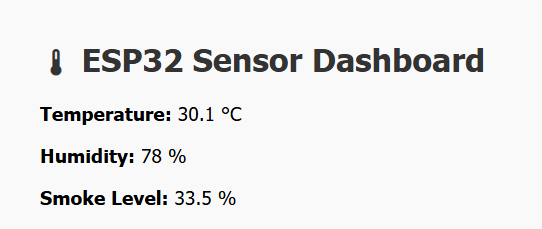 ESP32 Sensor Dashboard
Temperature: 30.1 °C
Humidity: 78 %
Smoke Level: 33.5 %